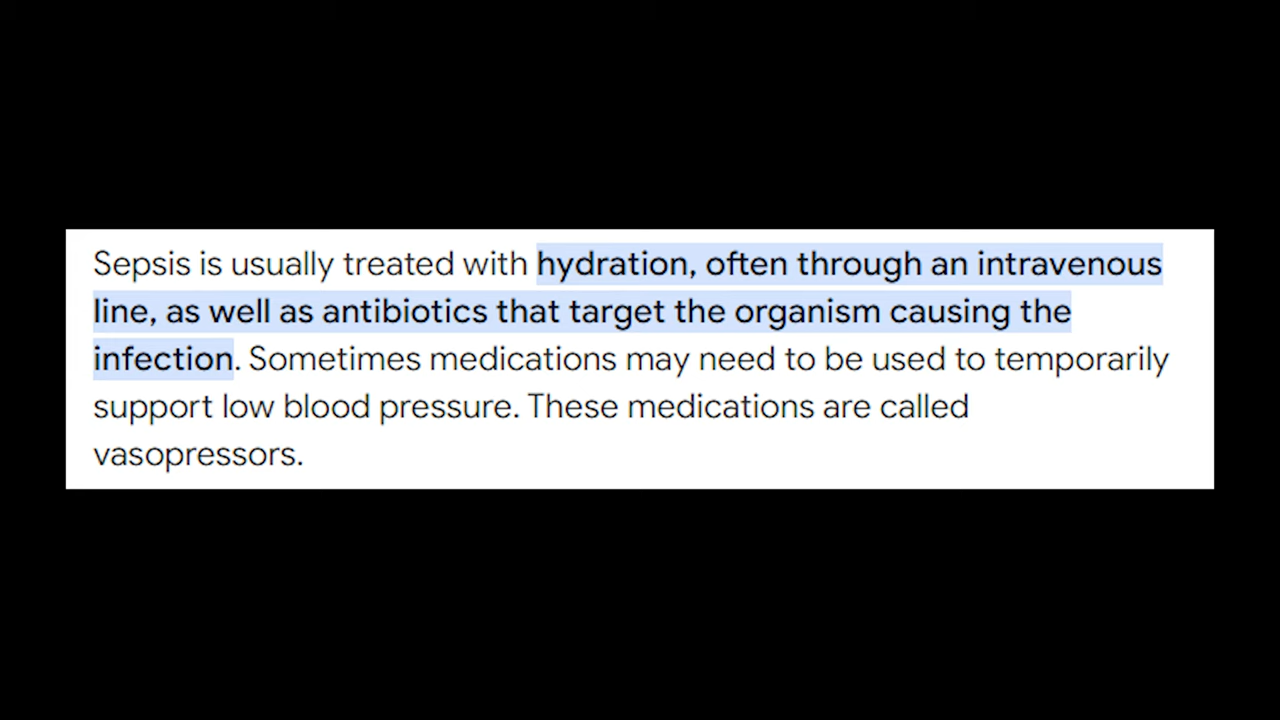 Sepsis is usually treated with hydration, often through an intravenous
line, as well as antibiotics that target the organism causing the
infection. Sometimes medications may need to be used to temporarily
support low blood pressure. These medications are called
vasopressors.